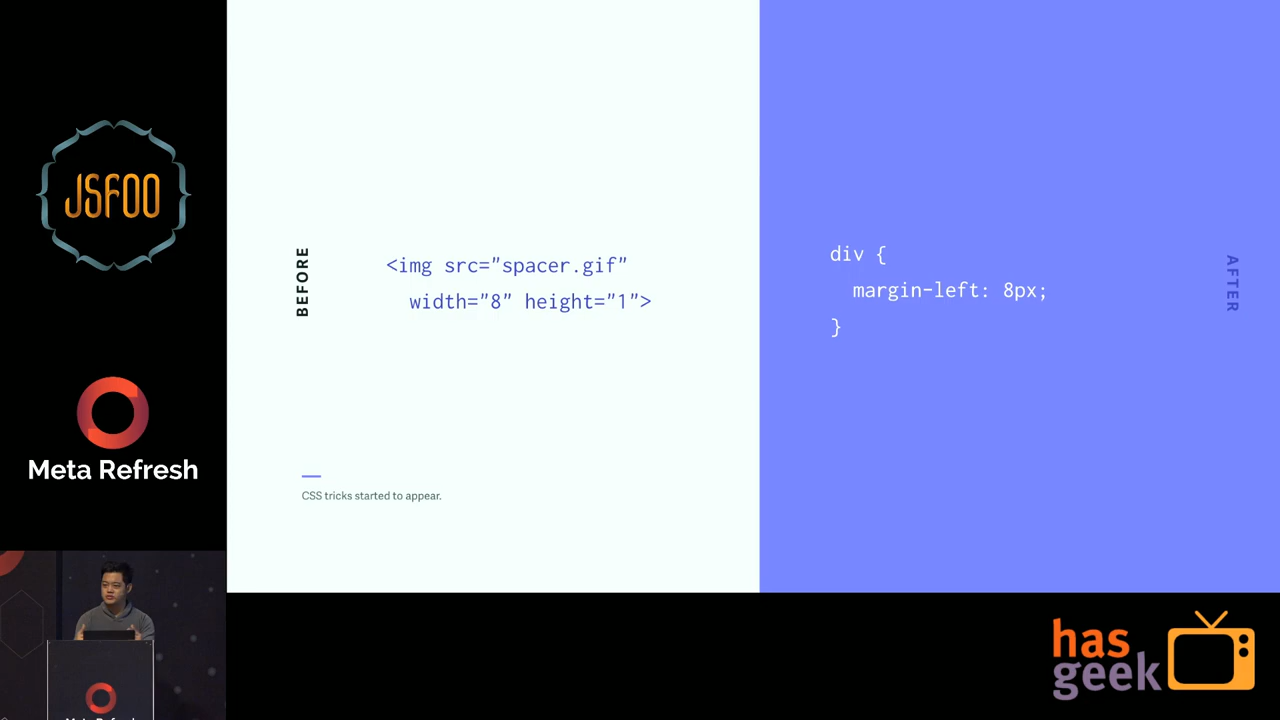 JSFOO
Meta Refresh
BEFORE
<img src="spacer.gif"
width="8" height="1">
CSS tricks started to appear.
div {
margin-left: 8px;
}
AFTER
has
geek